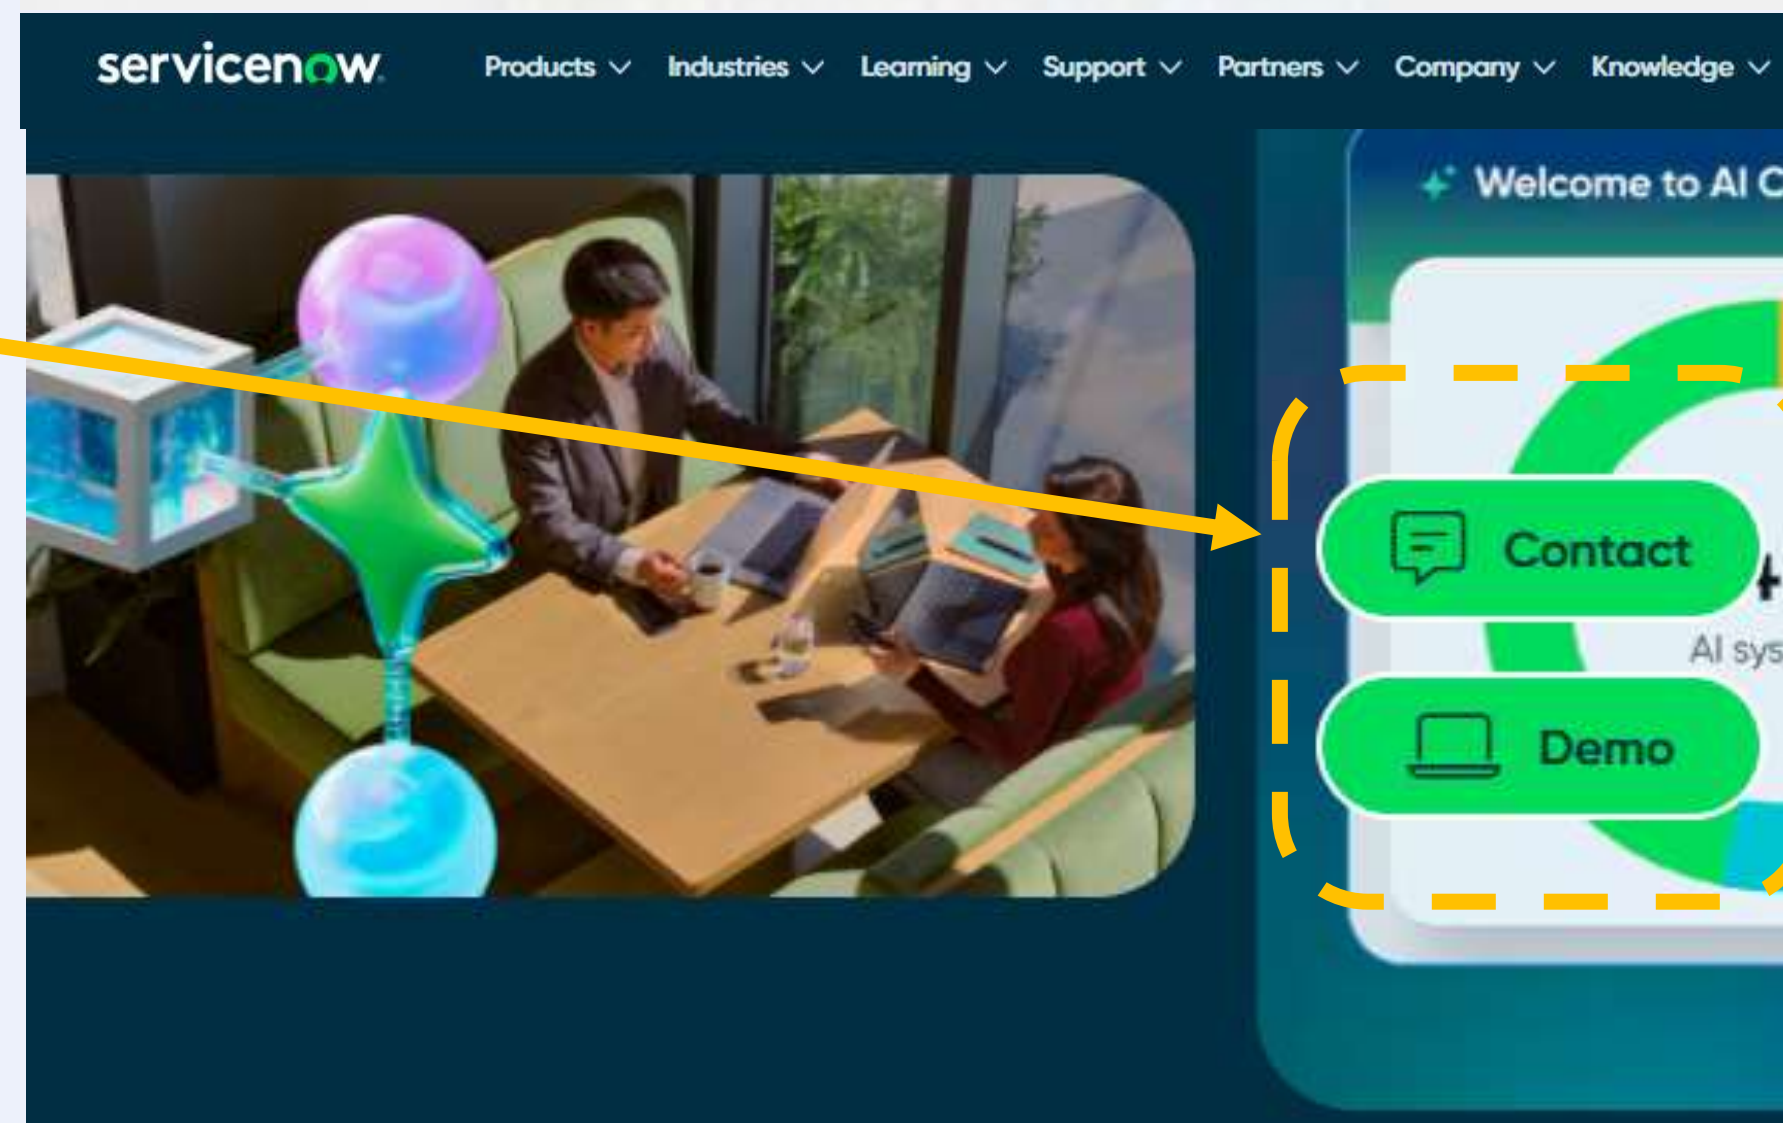 servicenow
Products
Industries
Learning
Support
Partners
Company
Knowledge
Welcome to AI C
Contact
AI sys
Demo